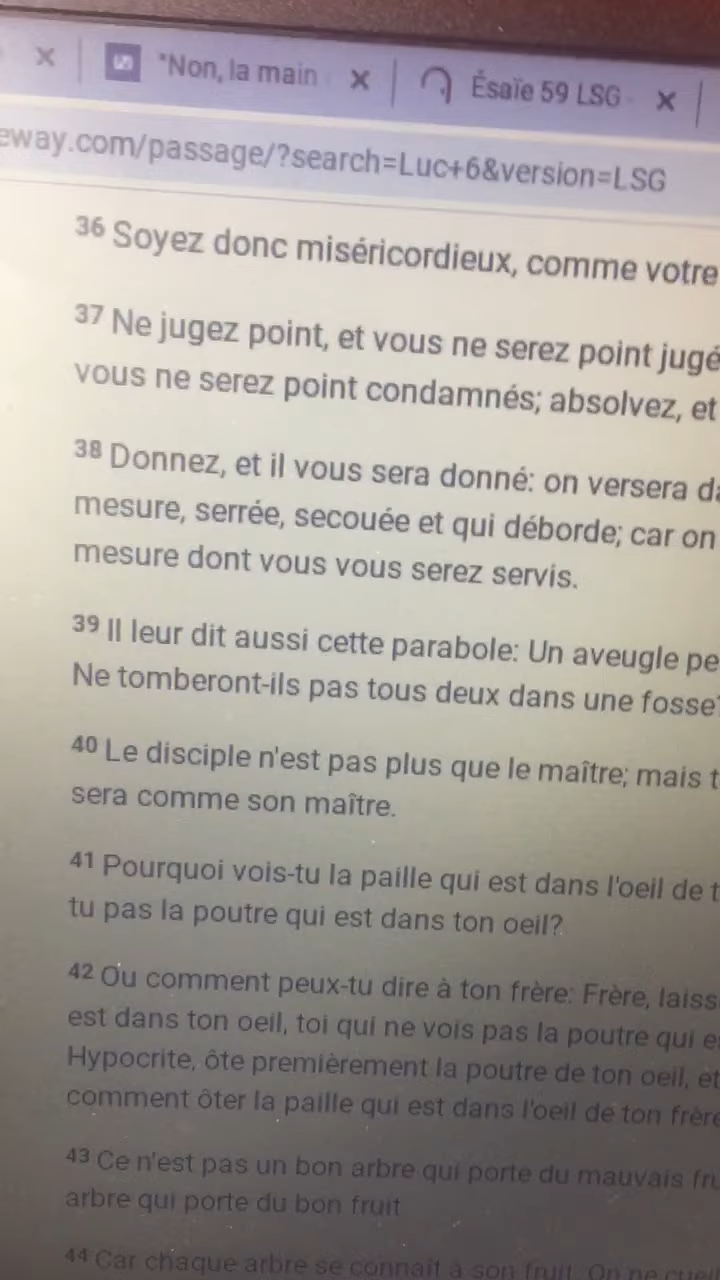 "Non, la main
Ésaïe 59 LSG
eway.com/passage/?search=Luc+6&version=LSG
36 Soyez donc miséricordieux, comme votre
37 Ne jugez point, et vous ne serez point jugé
vous ne serez point condamnés; absolvez, et
38 Donnez, et il vous sera donné: on versera da
mesure, serrée, secouée et qui déborde; car on
mesure dont vous vous serez servis.
39 Il leur dit aussi cette parabole: Un aveugle pe
Ne tomberont-ils pas tous deux dans une fosse?
40 Le disciple n'est pas plus que le maître; mais t
sera comme son maître.
41 Pourquoi vois-tu la paille qui est dans l'oeil de t
tu pas la poutre qui est dans ton oeil?
42 Ou comment peux-tu dire à ton frère: Frère, laiss
est dans ton oeil, toi qui ne vois pas la poutre qui e
Hypocrite, ôte premièrement la poutre de ton oeil, et
comment ôter la paille qui est dans l'oeil de ton frère
43 Ce n'est pas un bon arbre qui porte du mauvais fru
arbre qui porte du bon fruit
44 Car chaque arbre se connaît à son fruit. On ne cueil